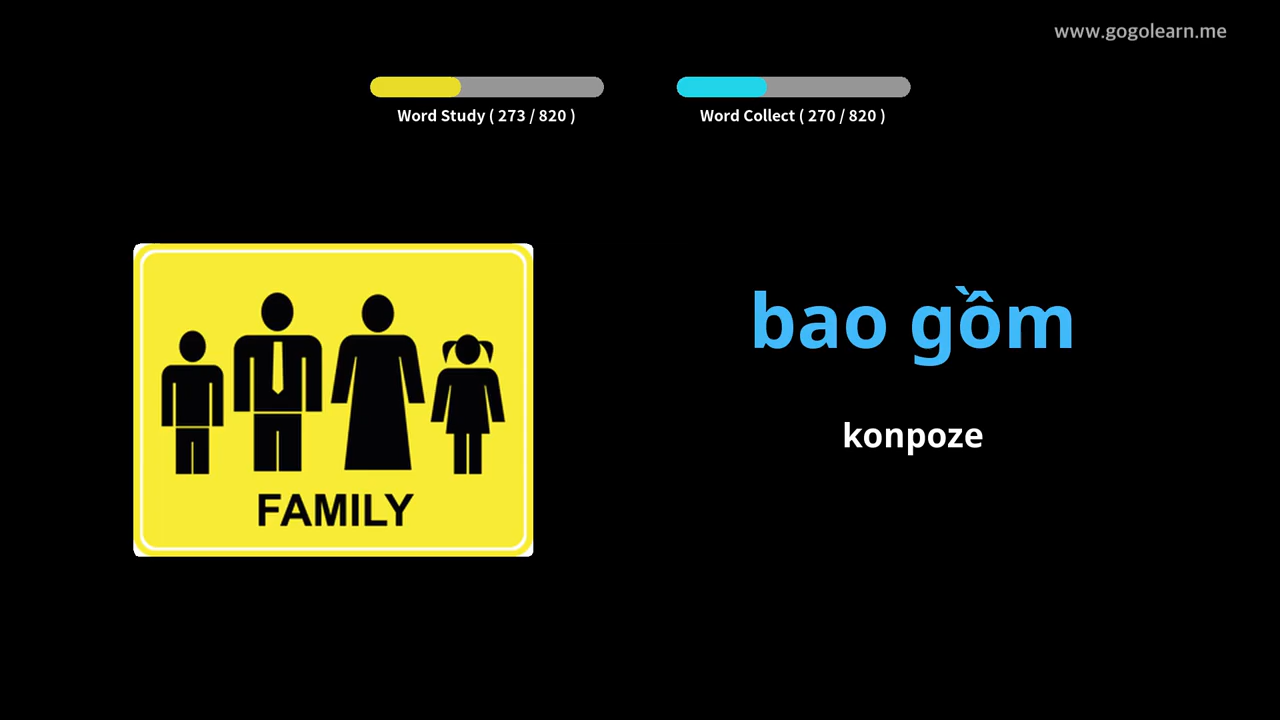 www.gogolearn.me
Word Study ( 273 / 820 )
Word Collect ( 270 / 820 )
bao gồm
konpoze
FAMILY